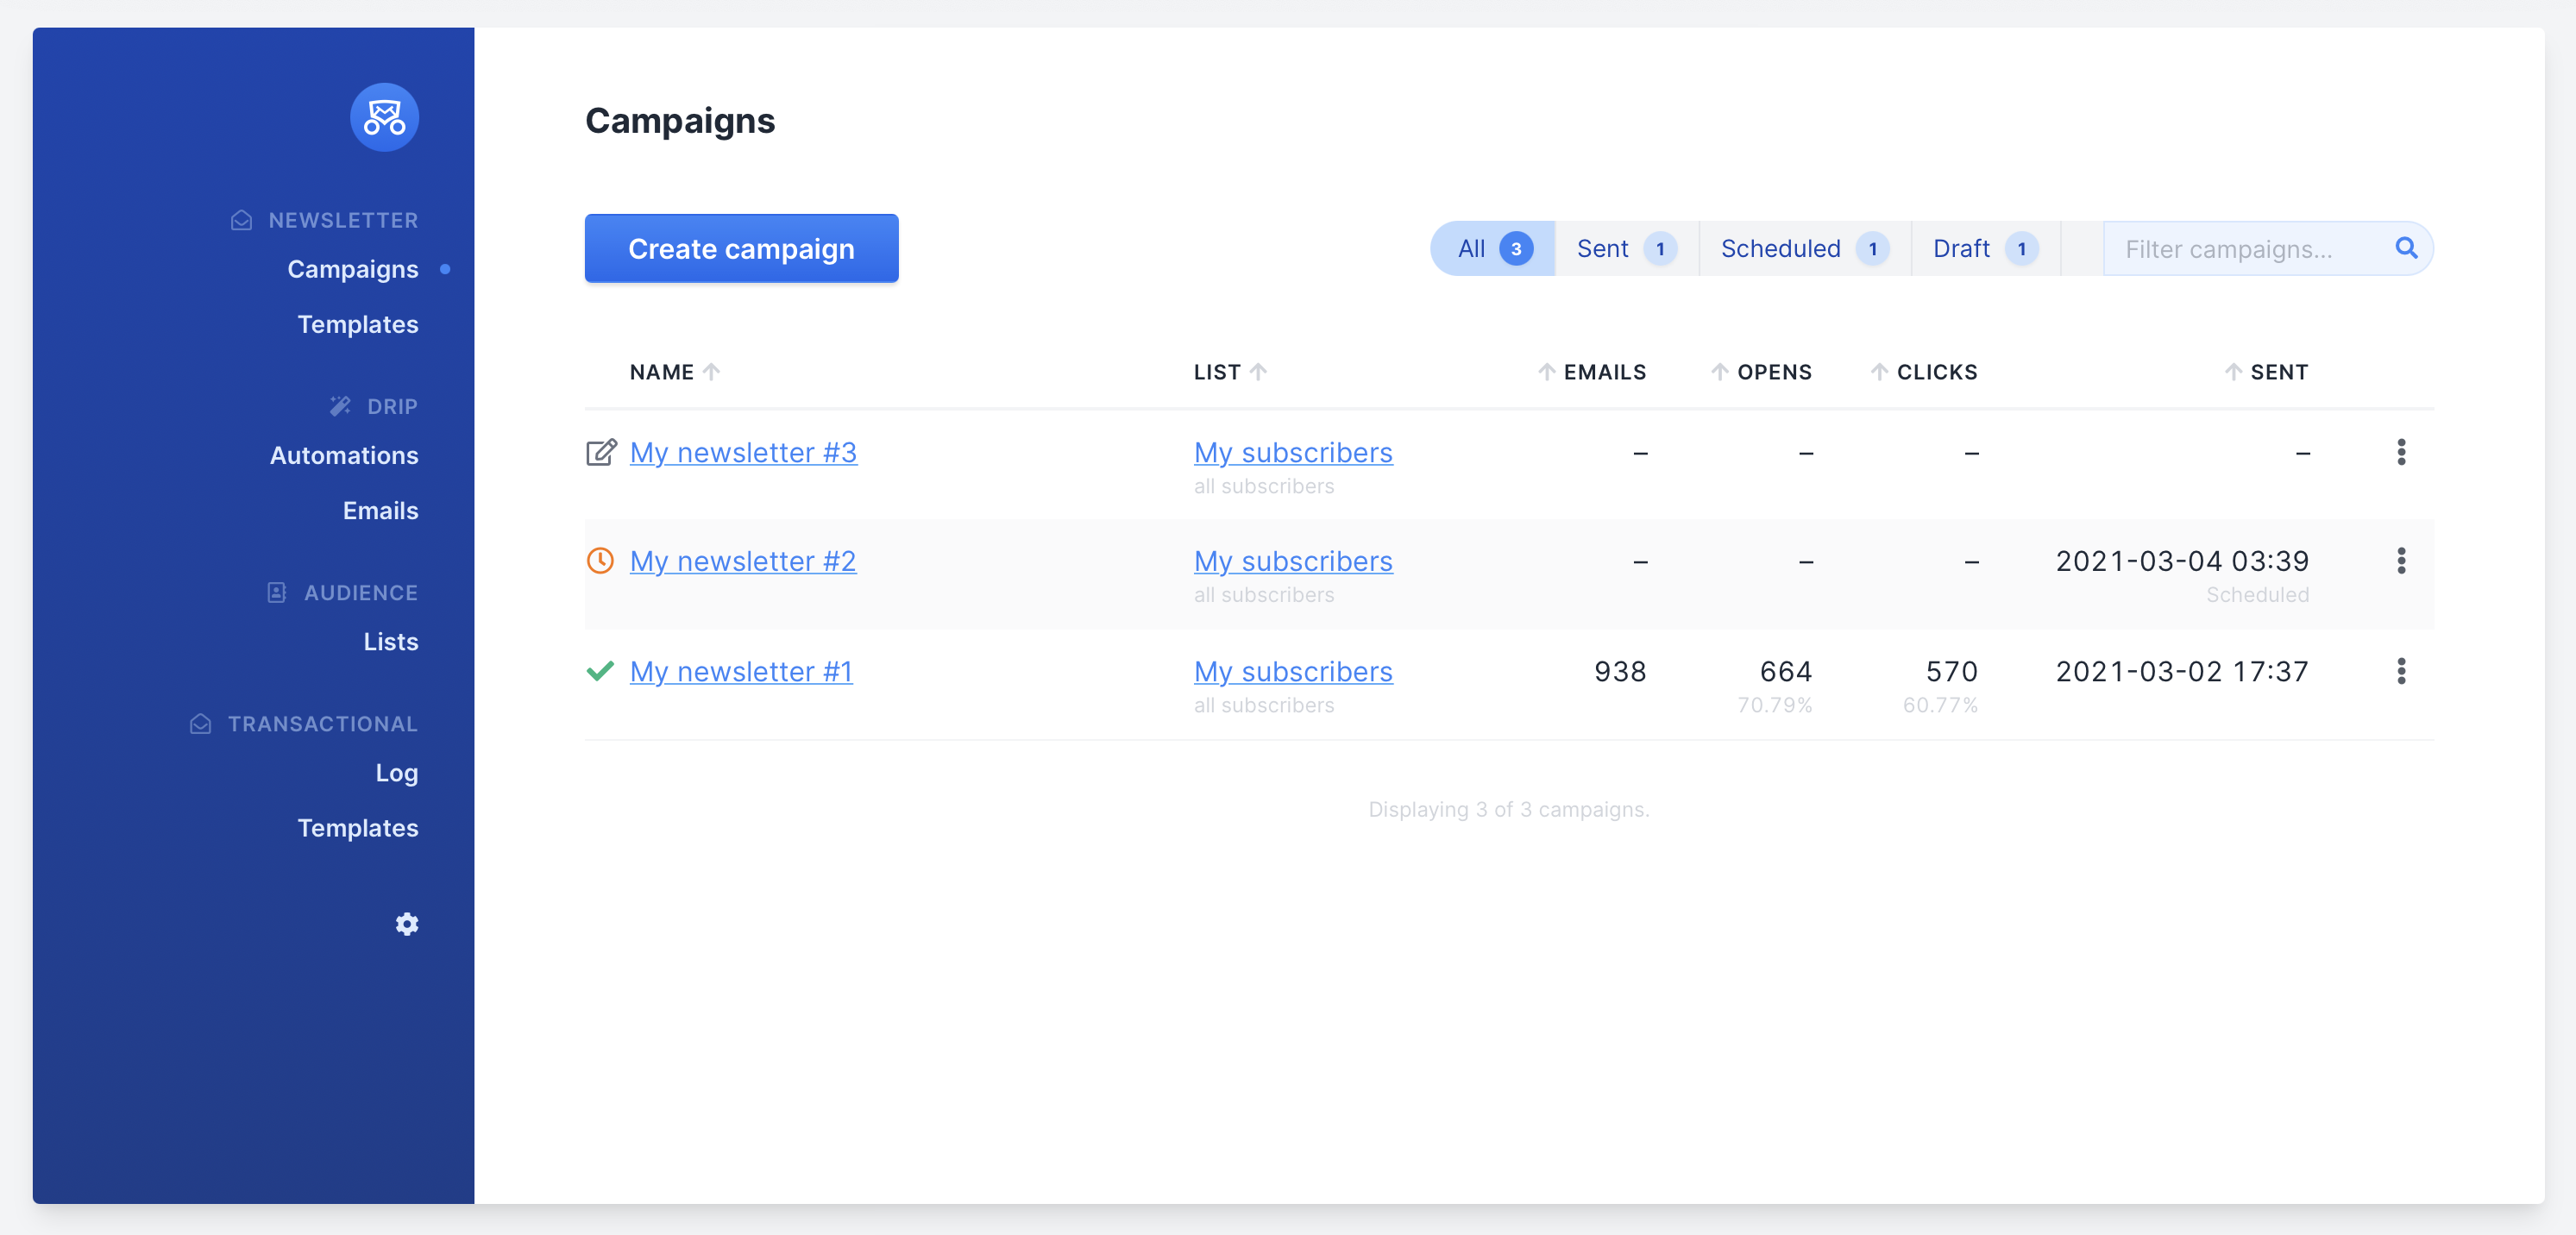 NEWSLETTER
Campaigns
Templates
DRIP
Automations
Emails
AUDIENCE
Lists
TRANSACTIONAL
Log
Templates
Campaigns
Create campaign
All 3 Sent 1 Scheduled 1 Draft 1 Filter campaigns...
NAME LIST EMAILS OPENS CLICKS SENT
My newsletter #3 My subscribers – – – –
all subscribers
My newsletter #2 My subscribers – – – 2021-03-04 03:39
all subscribers Scheduled
My newsletter #1 My subscribers 938 664 570 2021-03-02 17:37
all subscribers 70.79% 60.77%
Displaying 3 of 3 campaigns.